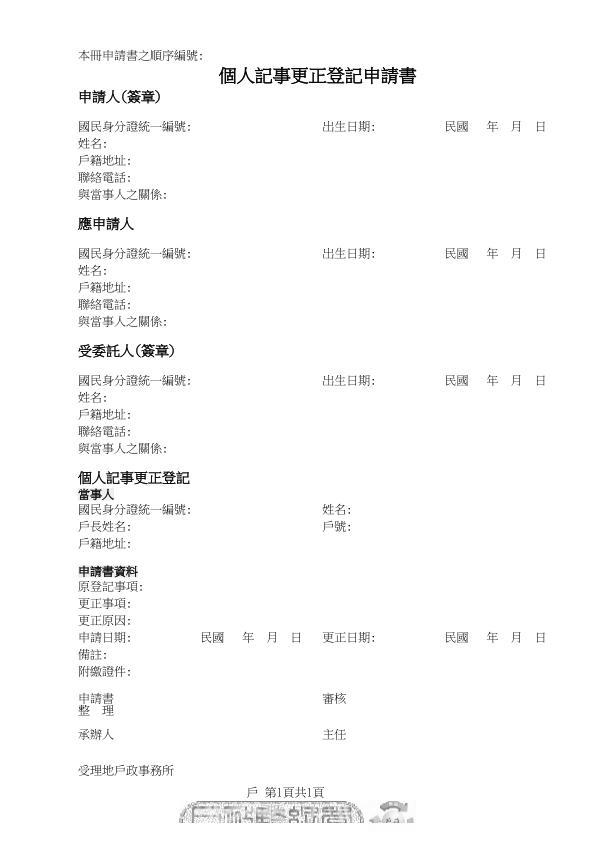 本冊申請書之順序編號:
個人記事更正登記申請書
申請人(簽章)
國民身分證統一編號: 出生日期: 民國 年 月 日
姓名:
戶籍地址:
聯絡電話:
與當事人之關係:
應申請人
國民身分證統一編號: 出生日期: 民國 年 月 日
姓名:
戶籍地址:
聯絡電話:
與當事人之關係:
受委託人(簽章)
國民身分證統一編號: 出生日期: 民國 年 月 日
姓名:
戶籍地址:
聯絡電話:
與當事人之關係:
個人記事更正登記
當事人
國民身分證統一編號: 姓名:
戶長姓名: 戶號:
戶籍地址:
申請書資料
原登記事項:
更正事項:
更正原因:
申請日期: 民國 年 月 日 更正日期: 民國 年 月 日
備註:
附繳證件:
申請書 審核
整 理
承辦人 主任
受理地戶政事務所
戶 第1頁共1頁